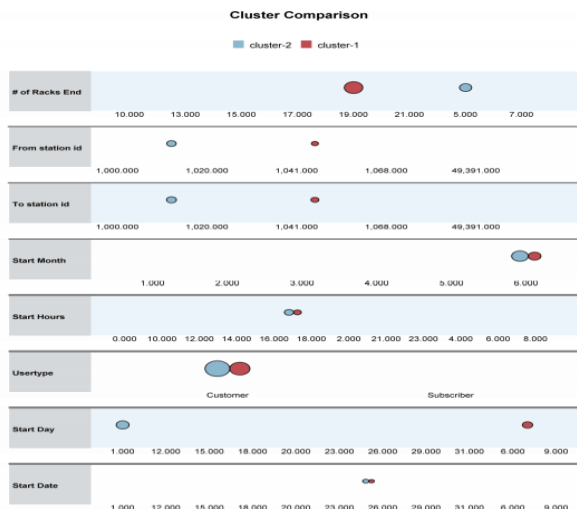 Cluster Comparison
cluster-2 cluster-1
# of Racks End
10.000 13.000 15.000 17.000 19.000 21.000 5.000 7.000
From station id
1,000.000 1,020.000 1,041.000 1,068.000 49,391.000
To station id
1,000.000 1,020.000 1,041.000 1,068.000 49,391.000
Start Month
1.000 2.000 3.000 4.000 5.000 6.000
Start Hours
0.000 10.000 12.000 14.000 16.000 18.000 2.000 21.000 23.000 4.000 6.000 8.000
Usertype
Customer Subscriber
Start Day
1.000 12.000 15.000 18.000 20.000 23.000 26.000 29.000 31.000 6.000 9.000
Start Date
1.000 12.000 15.000 18.000 20.000 23.000 26.000 29.000 31.000 6.000 9.000